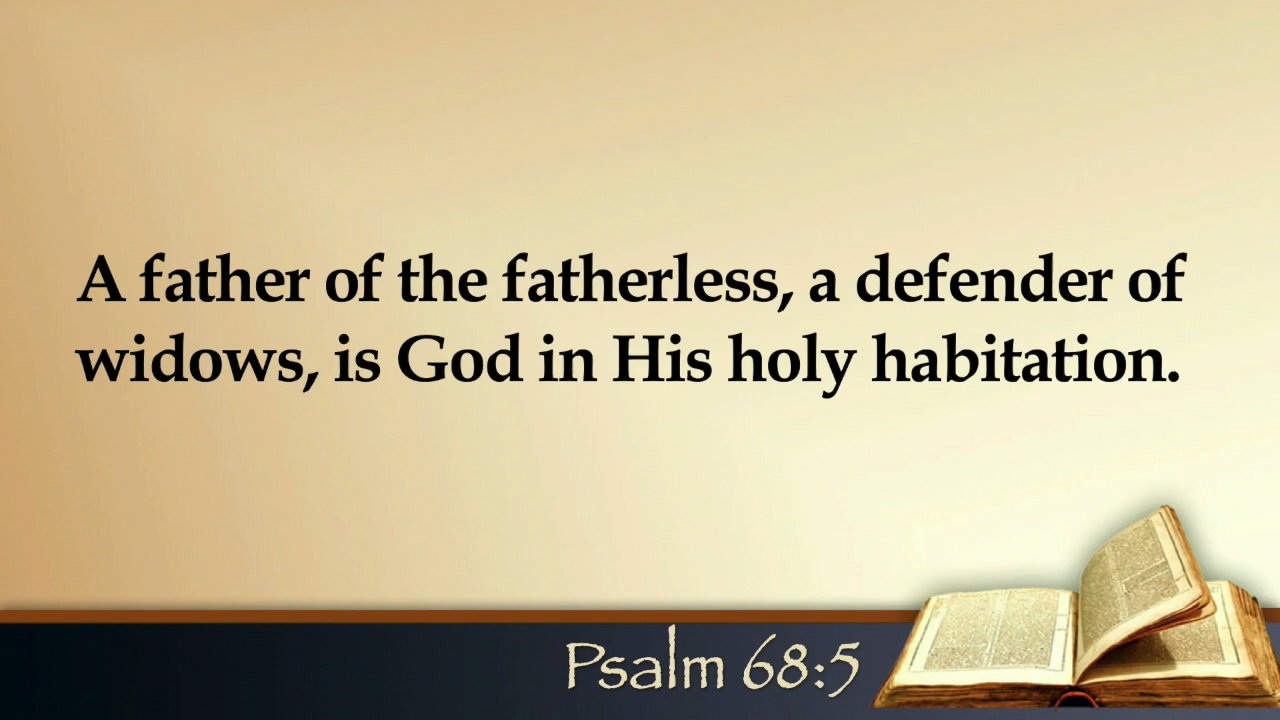 A father of the fatherless, a defender of
widows, is God in His holy habitation.
Psalm 68:5